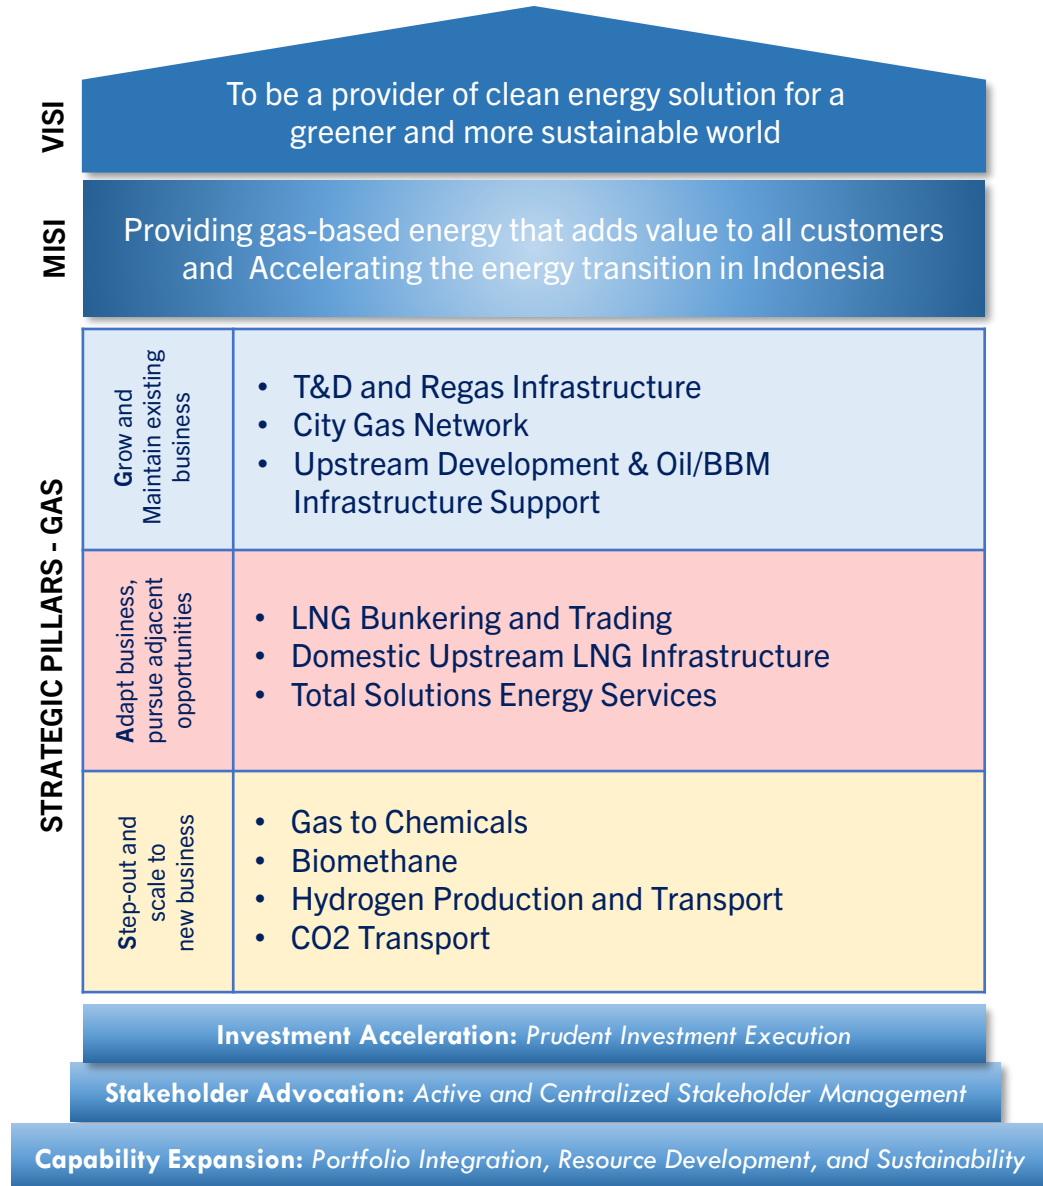 VISI
To be a provider of clean energy solution for a
greener and more sustainable world
MISI
Providing gas-based energy that adds value to all customers
and Accelerating the energy transition in Indonesia
STRATEGIC PILLARS - GAS
Grow and
Maintain existing
business
• T&D and Regas Infrastructure
• City Gas Network
• Upstream Development & Oil/BBM
Infrastructure Support
Adapt business,
pursue adjacent
opportunities
• LNG Bunkering and Trading
• Domestic Upstream LNG Infrastructure
• Total Solutions Energy Services
Step-out and
scale to
new business
• Gas to Chemicals
• Biomethane
• Hydrogen Production and Transport
• CO2 Transport
Investment Acceleration: Prudent Investment Execution
Stakeholder Advocation: Active and Centralized Stakeholder Management
Capability Expansion: Portfolio Integration, Resource Development, and Sustainability